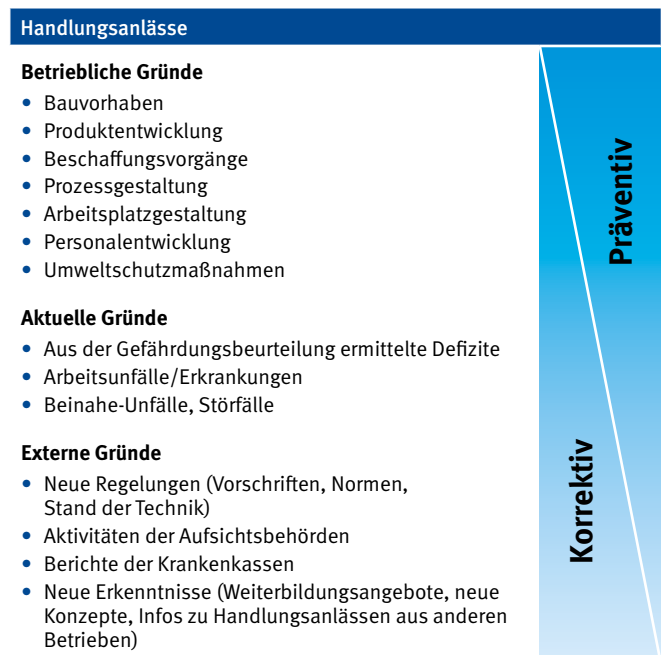 Handlungsanlässe
Betriebliche Gründe
• Bauvorhaben
• Produktentwicklung
• Beschaffungsvorgänge
• Prozessgestaltung
• Arbeitsplatzgestaltung
• Personalentwicklung
• Umweltschutzmaßnahmen
Aktuelle Gründe
• Aus der Gefährdungsbeurteilung ermittelte Defizite
• Arbeitsunfälle/Erkrankungen
• Beinahe-Unfälle, Störfälle
Externe Gründe
• Neue Regelungen (Vorschriften, Normen,
Stand der Technik)
• Aktivitäten der Aufsichtsbehörden
• Berichte der Krankenkassen
• Neue Erkenntnisse (Weiterbildungsangebote, neue
Konzepte, Infos zu Handlungsanlässen aus anderen
Betrieben)
Präventiv
Korrektiv